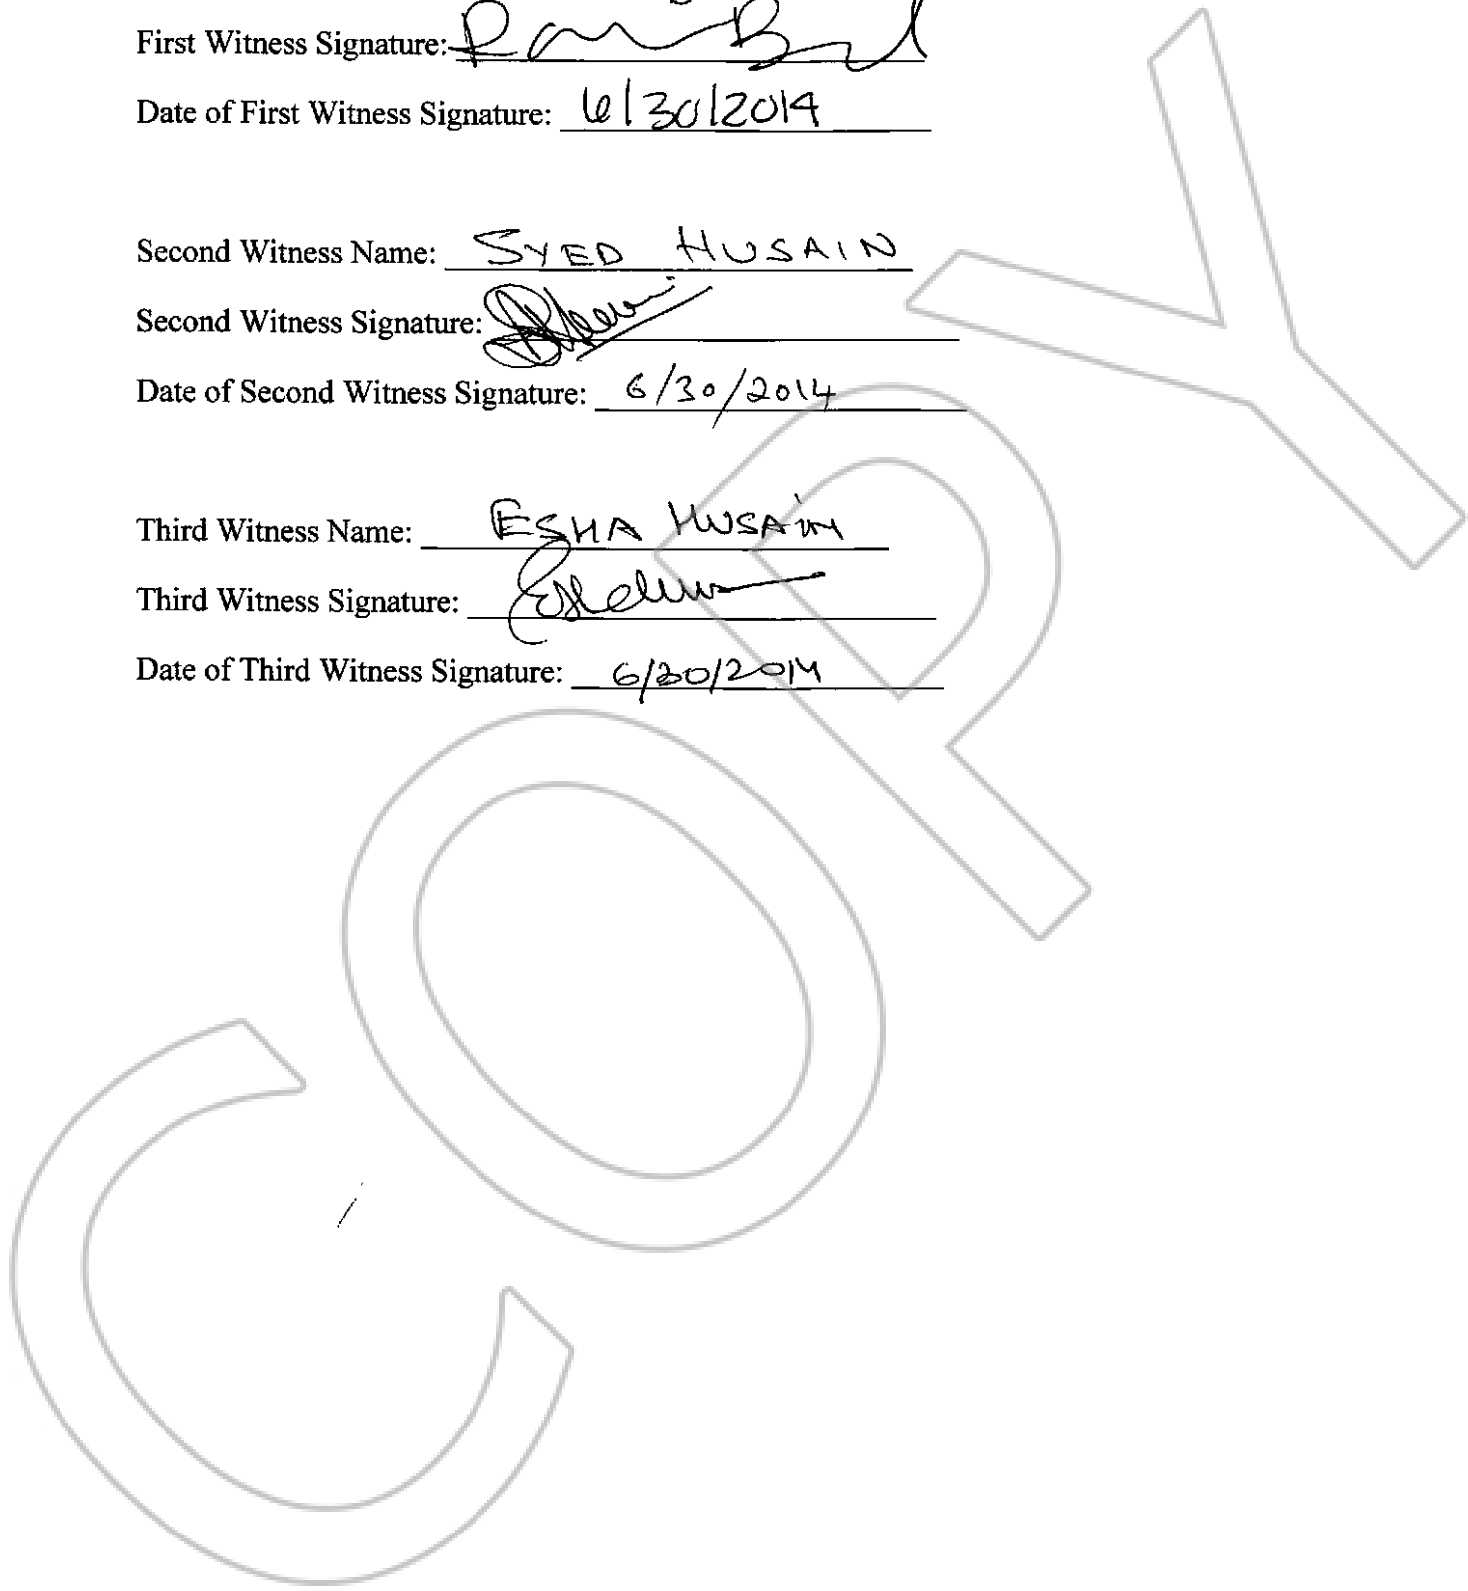 First Witness Signature:
Date of First Witness Signature: 6/30/2014
Second Witness Name: SYED HUSAIN
Second Witness Signature:
Date of Second Witness Signature: 6/30/2014
Third Witness Name: ESHA HUSAIN
Third Witness Signature:
Date of Third Witness Signature: 6/30/2014
COPY